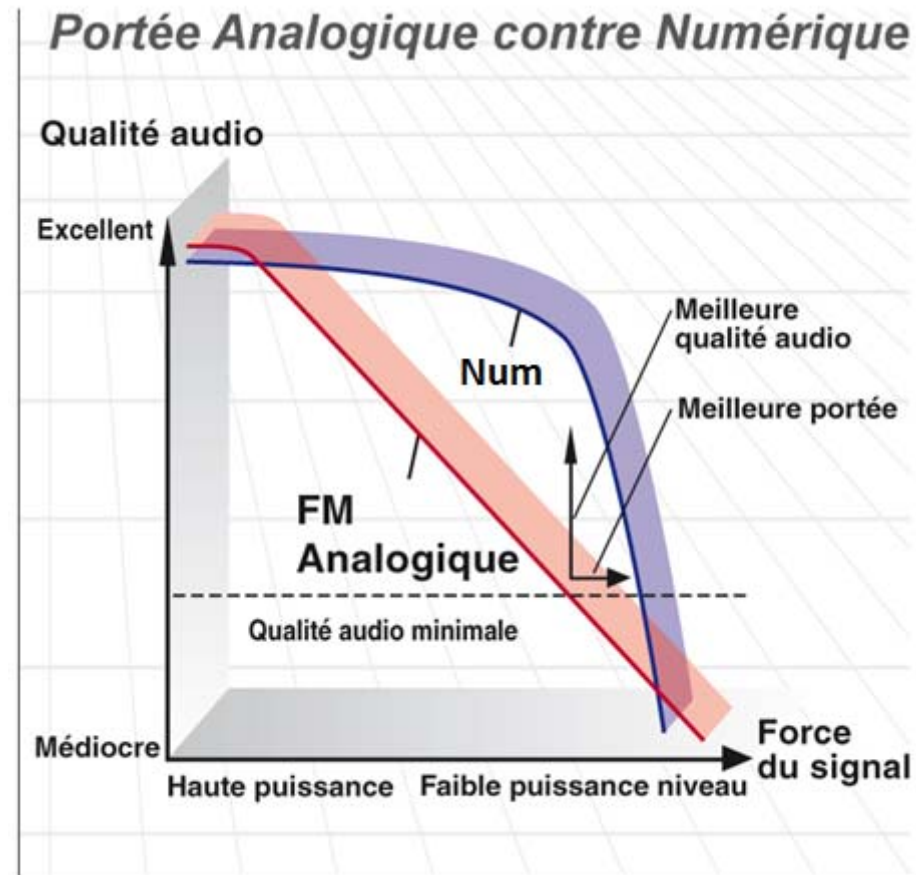 Portée Analogique contre Numérique
Qualité audio
Excellent
Meilleure
qualité audio
Num
Meilleure portée
FM
Analogique
Qualité audio minimale
Médiocre
Force
du signal
Haute puissance
Faible puissance niveau